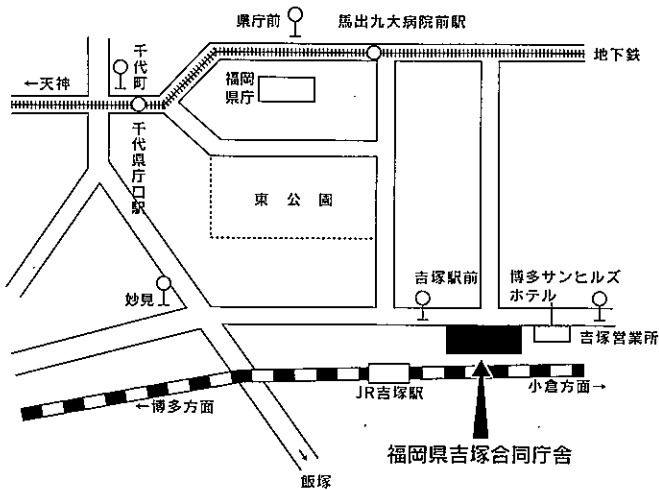 県庁前
馬出九大病院前駅
地下鉄
千代町
←天神
福岡
県庁
千代県庁口駅
東公園
妙見
吉塚駅前
博多サンヒルズ
ホテル
吉塚営業所
JR吉塚駅
小倉方面→
←博多方面
福岡県吉塚合同庁舎
飯塚